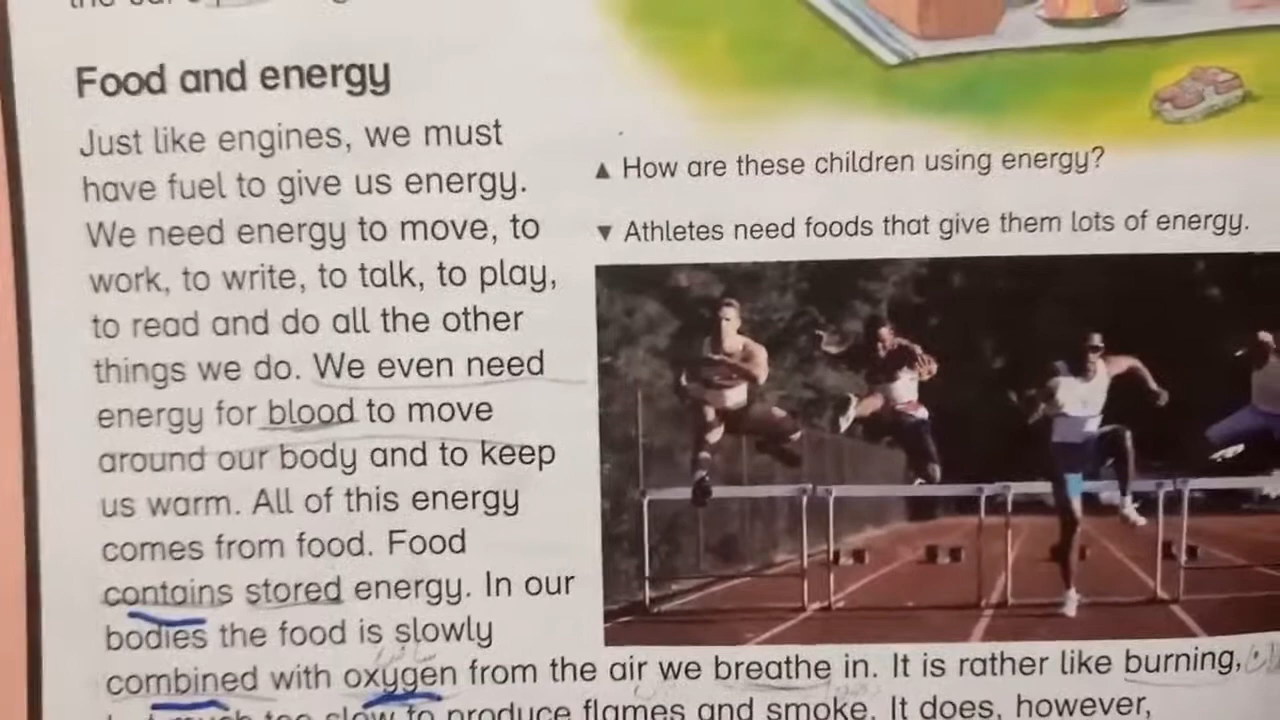 Food and energy
Just like engines, we must
have fuel to give us energy.
We need energy to move, to
work, to write, to talk, to play,
to read and do all the other
things we do. We even need
energy for blood to move
around our body and to keep
us warm. All of this energy
comes from food. Food
contains stored energy. In our
bodies the food is slowly
combined with oxygen from the air we breathe in. It is rather like burning,
too slow to produce flames and smoke. It does, however,
▲ How are these children using energy?
▼ Athletes need foods that give them lots of energy.